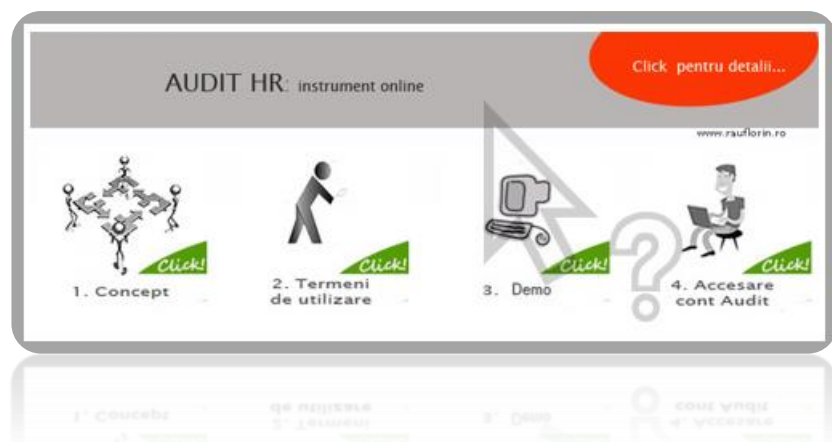 AUDIT HR: instrument online
Click pentru detalii...
www.rauflorin.ro
Click!
1. Concept
Click!
2. Termeni
de utilizare
Click!
3. Demo
Click!
4. Accesare
cont Audit